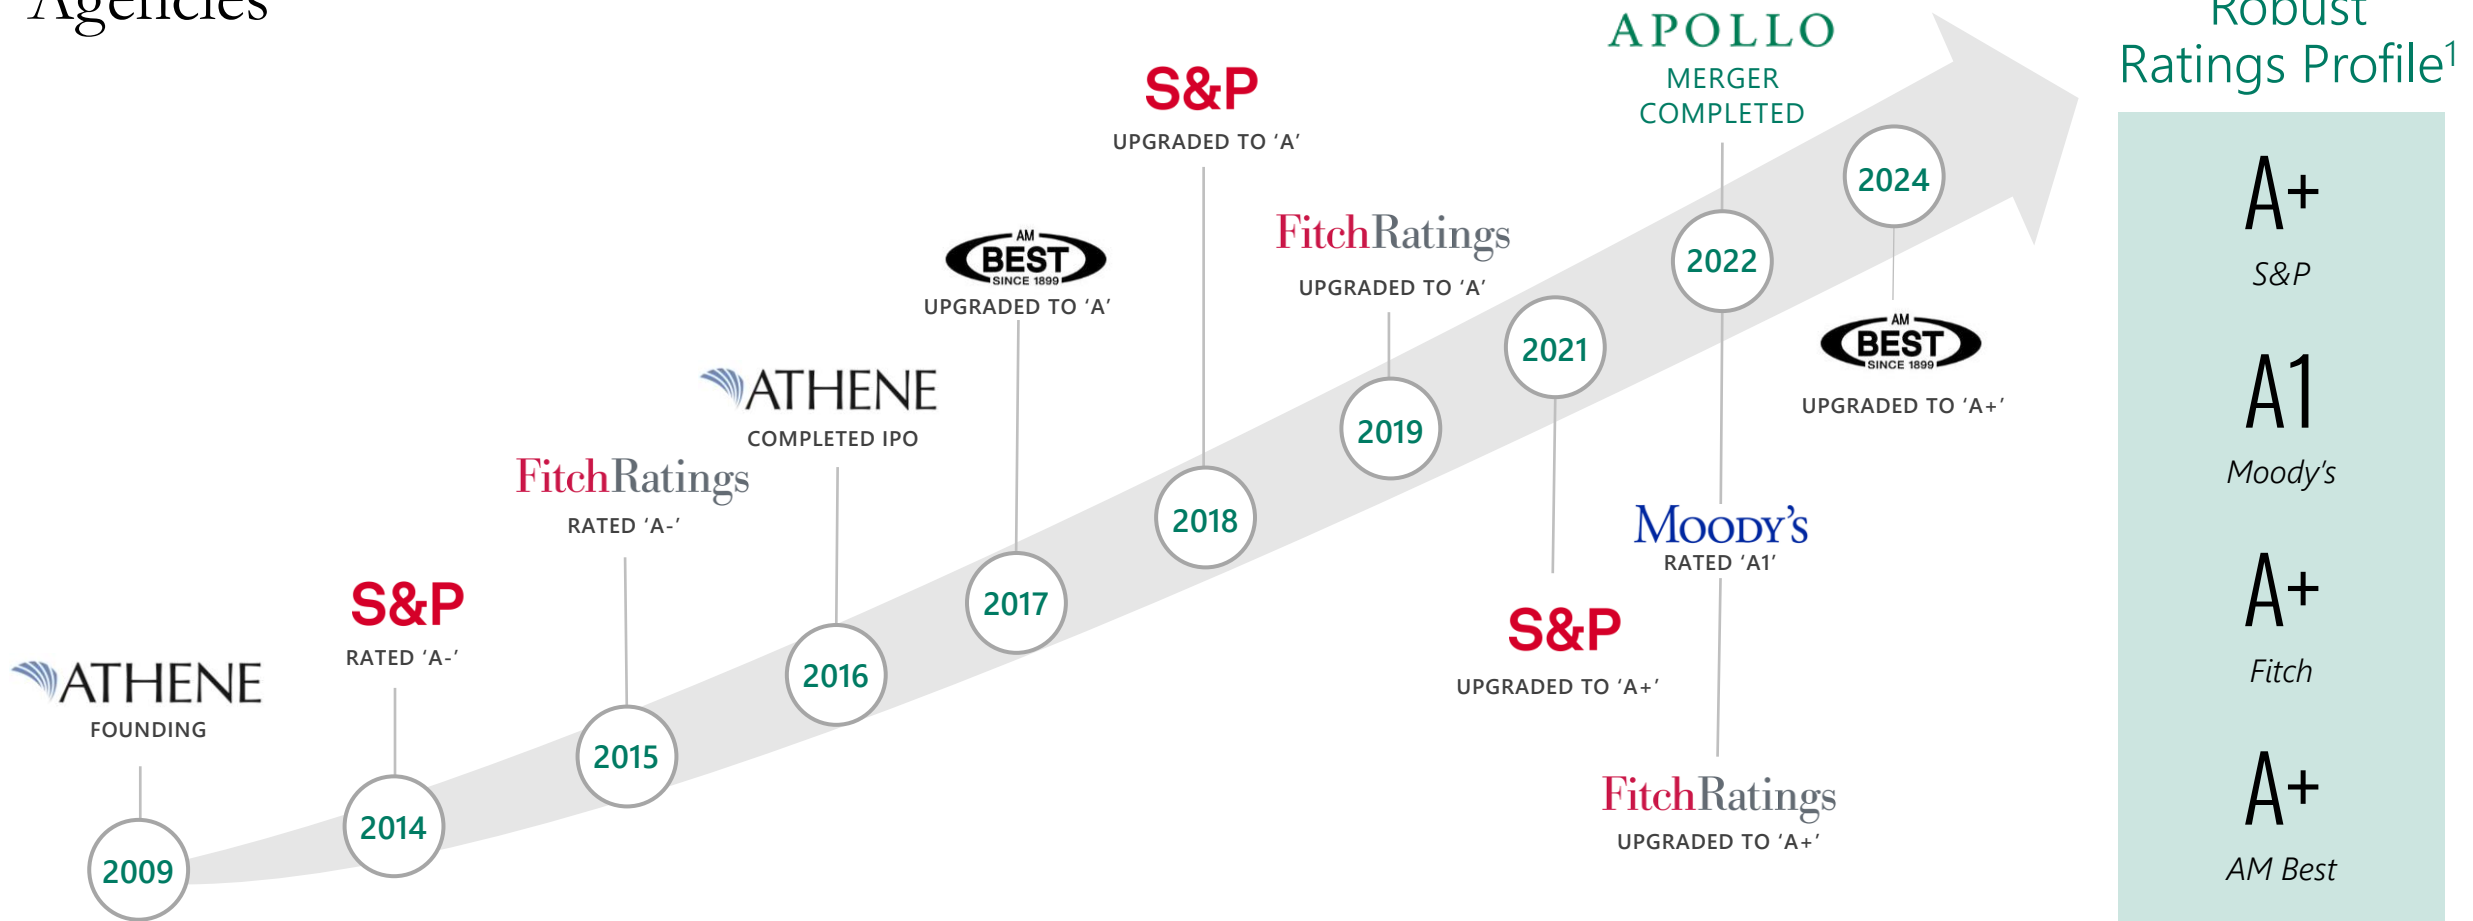 Agencies
ATHENE
FOUNDING
2009
S&P
RATED ‘A-’
2014
FitchRatings
RATED ‘A-’
2015
ATHENE
COMPLETED IPO
2016
AM
BEST
SINCE 1899
UPGRADED TO ‘A’
2017
S&P
UPGRADED TO ‘A’
2018
FitchRatings
UPGRADED TO ‘A’
2019
2021
S&P
UPGRADED TO ‘A+’
APOLLO
MERGER
COMPLETED
2022
MOODY’S
RATED ‘A1’
FitchRatings
UPGRADED TO ‘A+’
2024
AM
BEST
SINCE 1899
UPGRADED TO ‘A+’
Robust
Ratings Profile1
A+
S&P
A1
Moody’s
A+
Fitch
A+
AM Best